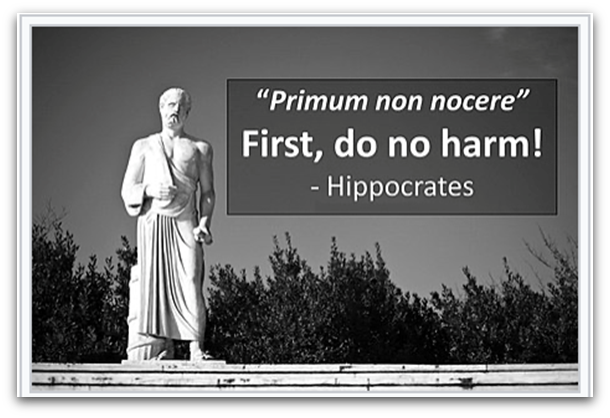 “Primum non nocere”
First, do no harm!
- Hippocrates